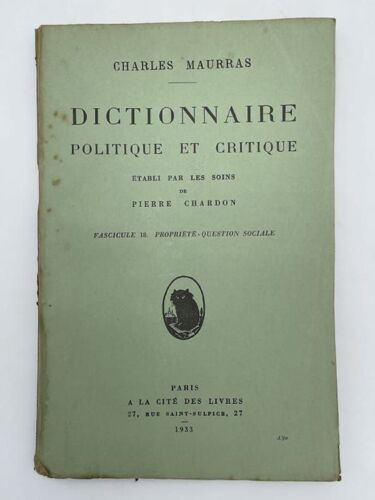 CHARLES MAURRAS
DICTIONNAIRE
POLITIQUE ET CRITIQUE
ÉTABLI PAR LES SOINS
DE
PIERRE CHARDON
FASCICULE 18. PROPRIÉTÉ-QUESTION SOCIALE
PARIS
A LA CITÉ DES LIVRES
27, RUE SAINT-SULPICE, 27
1933